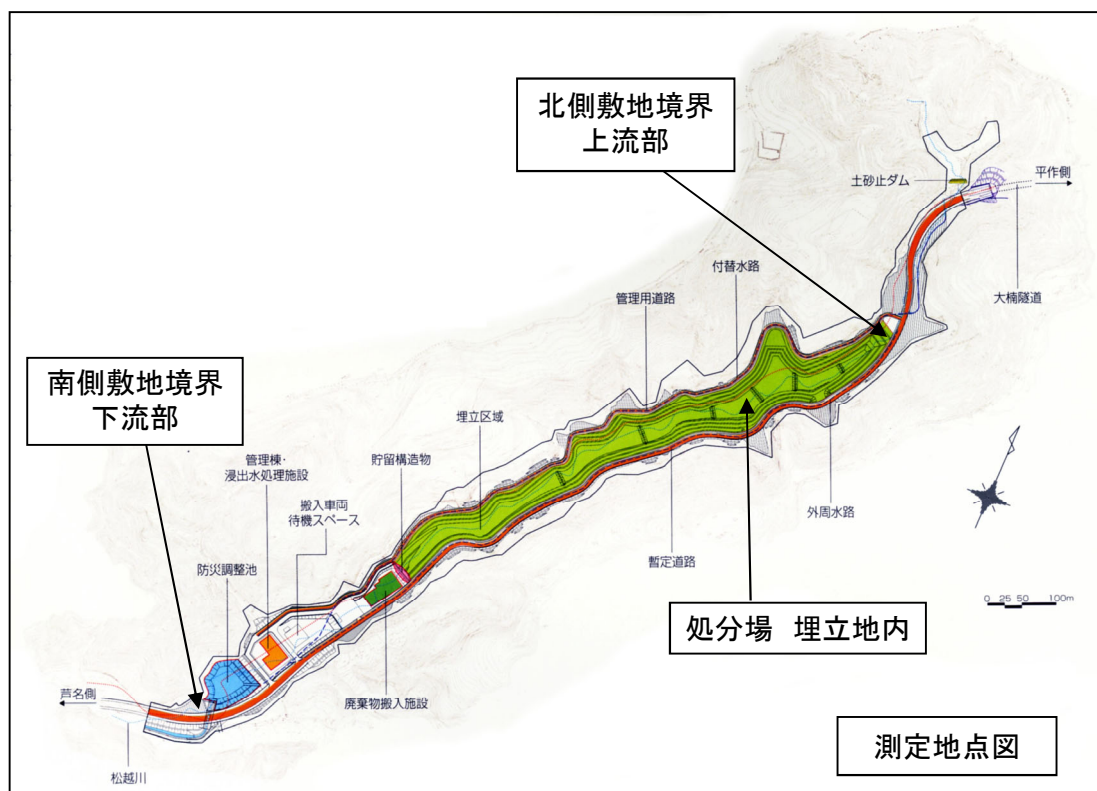 北側敷地境界
上流部
土砂止ダム
平作側
大楠隧道
付替水路
管理用道路
南側敷地境界
下流部
埋立区域
管理棟・
浸出水処理施設
貯留構造物
搬入車両
待機スペース
外周水路
防災調整池
暫定道路
0 25 50 100m
処分場 埋立地内
芦名側
廃棄物搬入施設
測定地点図
松越川